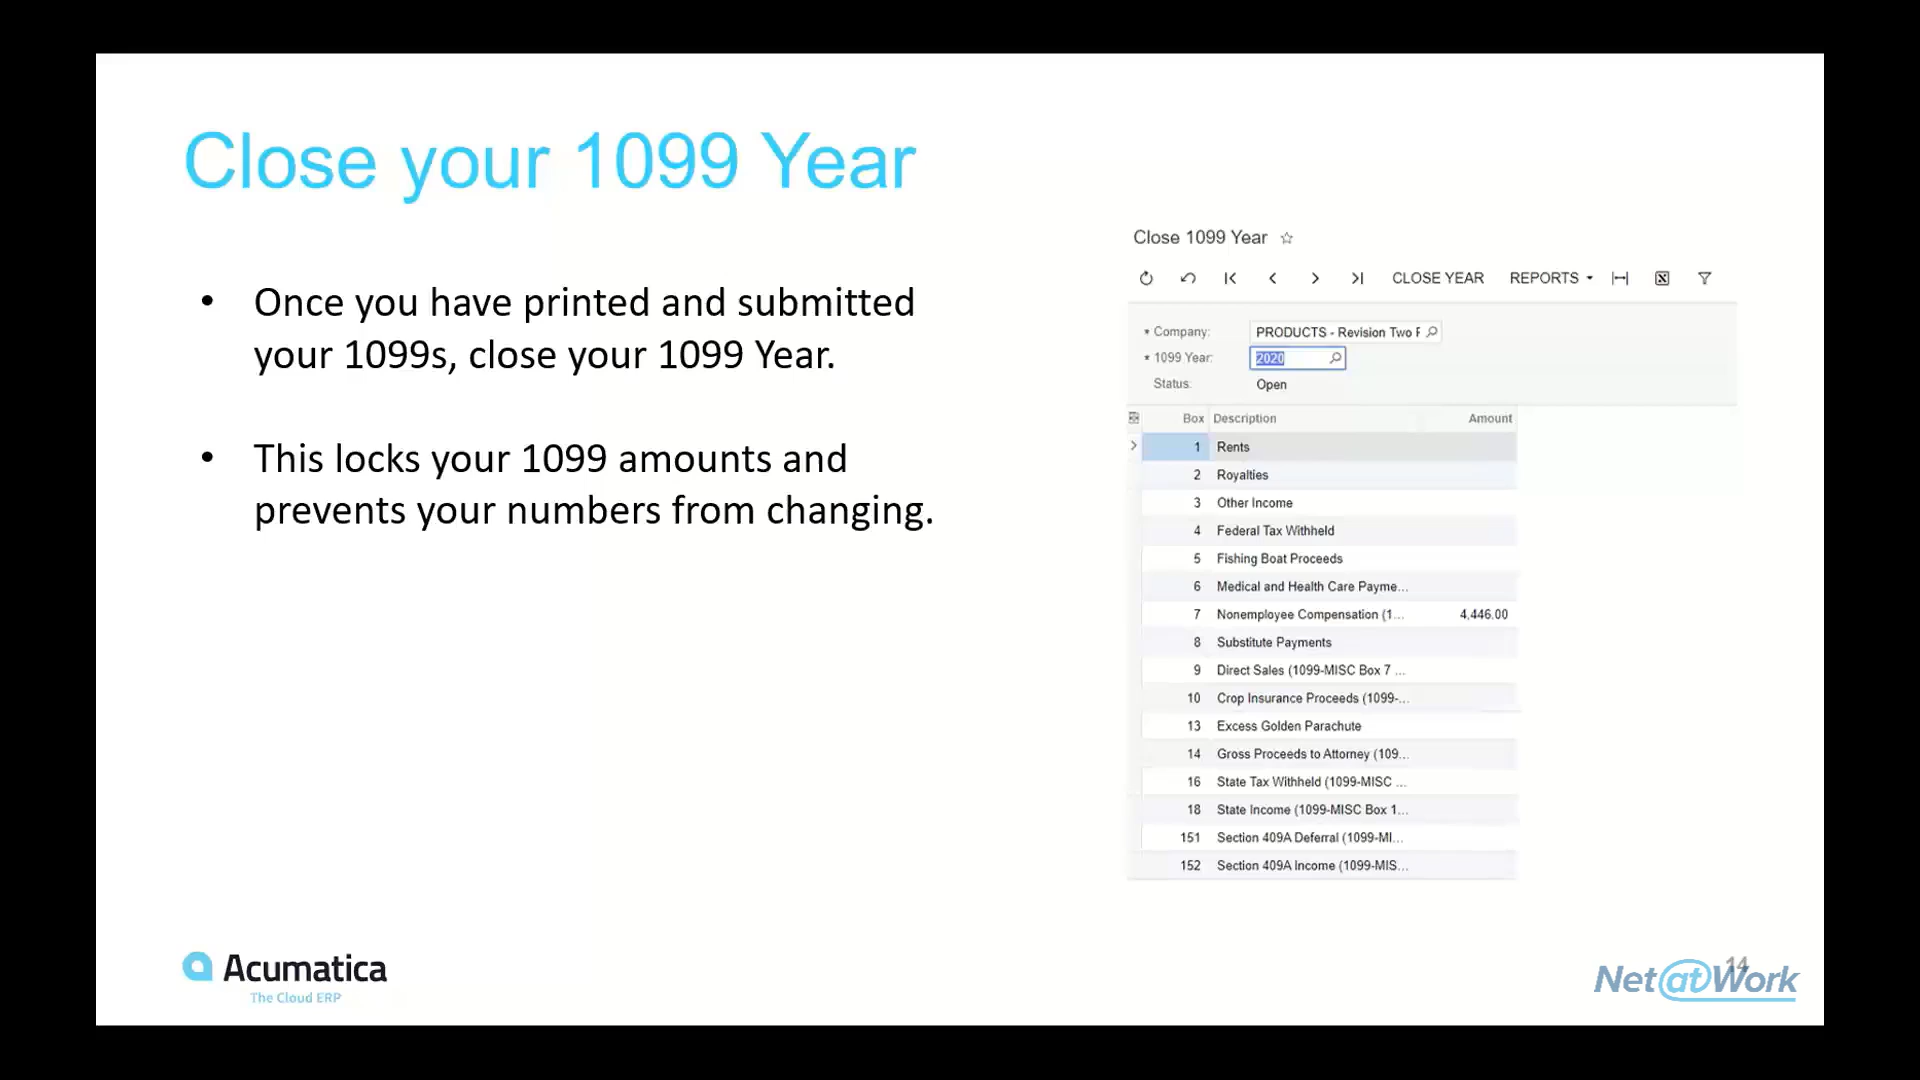 Close your 1099 Year
• Once you have printed and submitted
your 1099s, close your 1099 Year.
• This locks your 1099 amounts and
prevents your numbers from changing.
Close 1099 Year
CLOSE YEAR REPORTS
* Company: PRODUCTS - Revision Two F
* 1099 Year: 2020
Status: Open
Box Description Amount
1 Rents
2 Royalties
3 Other Income
4 Federal Tax Withheld
5 Fishing Boat Proceeds
6 Medical and Health Care Payme...
7 Nonemployee Compensation (1... 4,446.00
8 Substitute Payments
9 Direct Sales (1099-MISC Box 7 ...
10 Crop Insurance Proceeds (1099-...
13 Excess Golden Parachute
14 Gross Proceeds to Attorney (109...
16 State Tax Withheld (1099-MISC ...
18 State Income (1099-MISC Box 1...
151 Section 409A Deferral (1099-MI...
152 Section 409A Income (1099-MIS...
Acumatica
The Cloud ERP
14
NetatWork